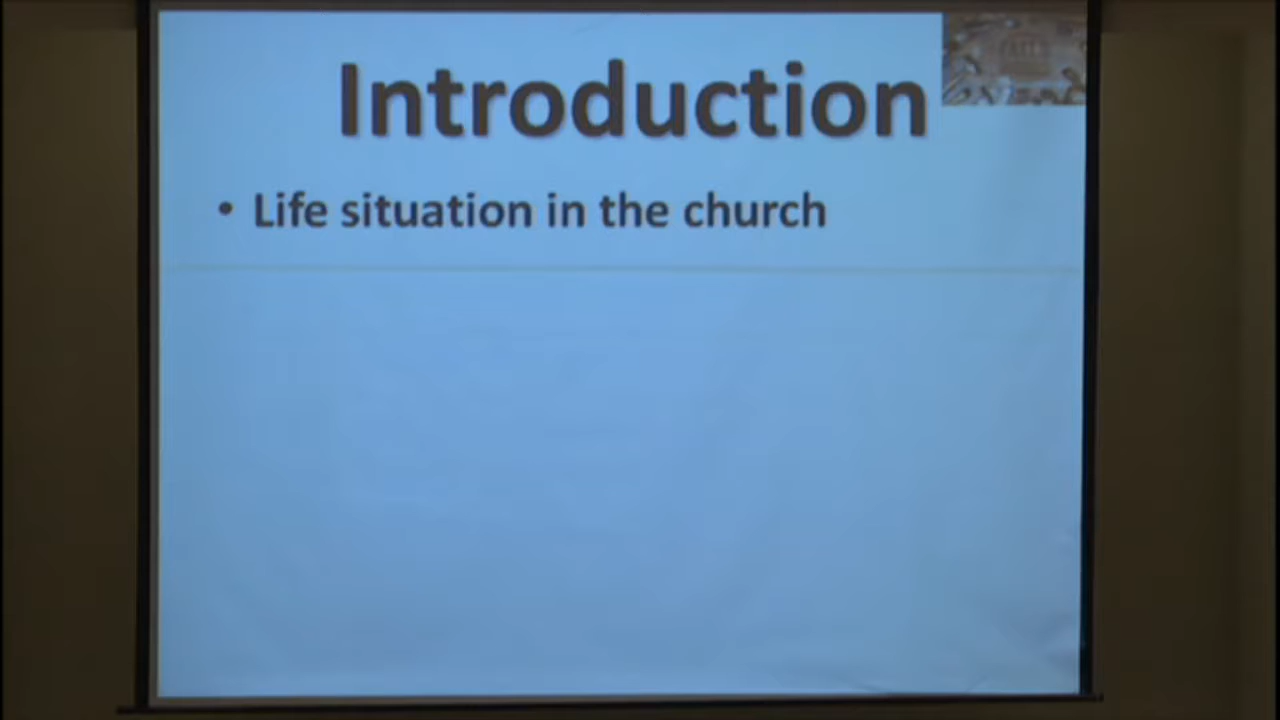 Introduction
• Life situation in the church